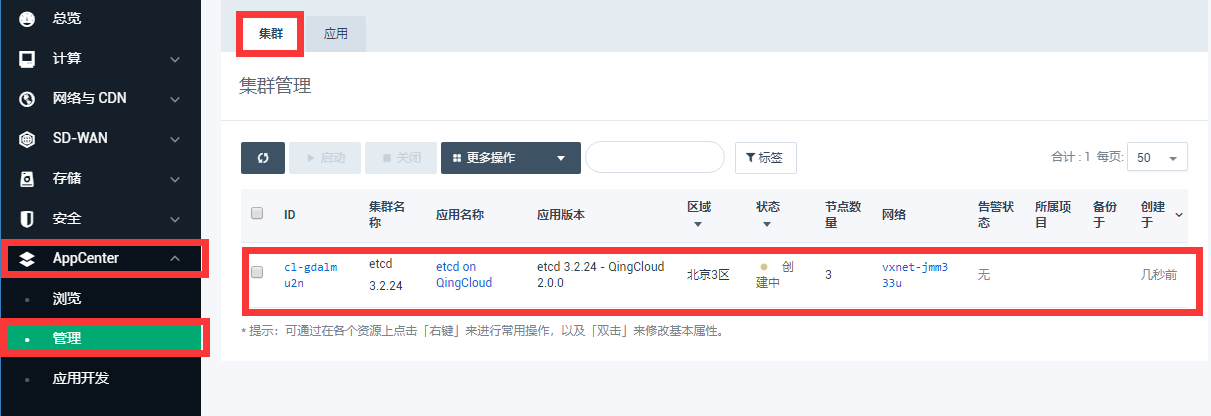 总览
计算
网络与 CDN
SD-WAN
存储
安全
AppCenter
浏览
管理
应用开发
集群 应用
集群管理
启动 关闭 更多操作 标签 合计 : 1 每页: 50
ID 集群名称 应用名称 应用版本 区域 状态 节点数量 网络 告警状态 所属项目 备份于 创建于
cl-gdalmu2n etcd 3.2.24 etcd on QingCloud etcd 3.2.24 - QingCloud 2.0.0 北京3区 创建中 3 vxnet-jmm333u 无 几秒前
* 提示：可通过在各个资源上点击「右键」来进行常用操作，以及「双击」来修改基本属性。